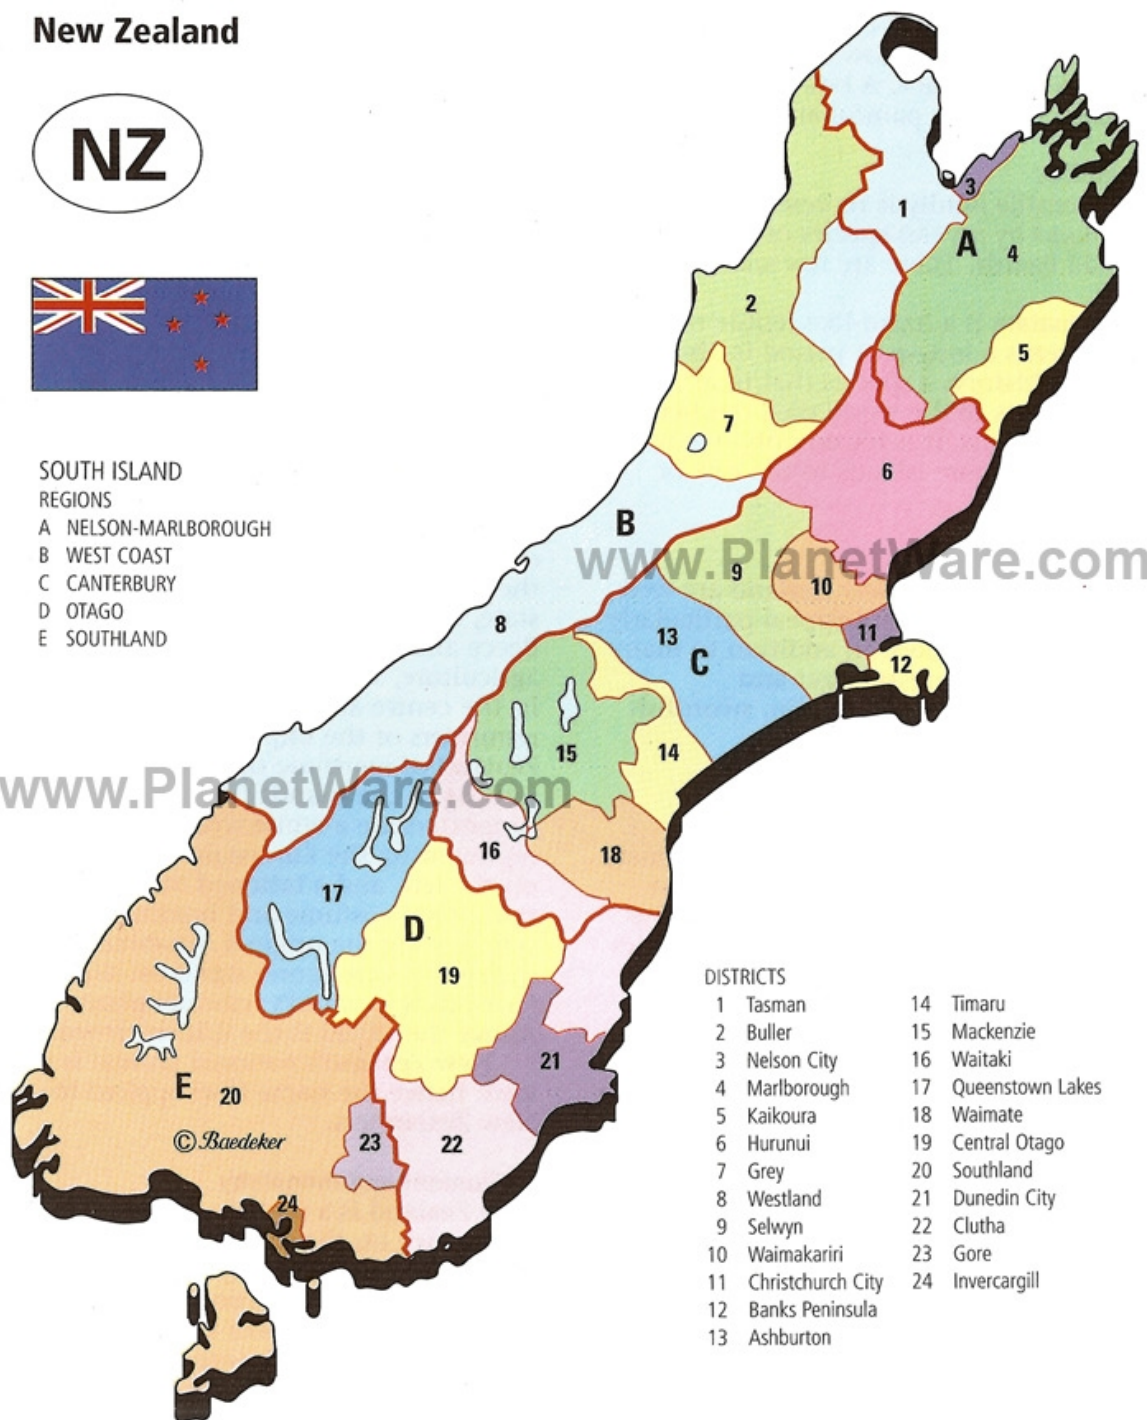 New Zealand
NZ
SOUTH ISLAND
REGIONS
A NELSON-MARLBOROUGH
B WEST COAST
C CANTERBURY
D OTAGO
E SOUTHLAND
1
3
A
4
2
5
7
6
B
www.PlanetWare.com
9
10
8
13
11
C
12
15
14
www.PlanetWare.com
16
18
17
D
19
21
E
20
© Baedeker
23
22
24
DISTRICTS
1 Tasman
2 Buller
3 Nelson City
4 Marlborough
5 Kaikoura
6 Hurunui
7 Grey
8 Westland
9 Selwyn
10 Waimakariri
11 Christchurch City
12 Banks Peninsula
13 Ashburton
14 Timaru
15 Mackenzie
16 Waitaki
17 Queenstown Lakes
18 Waimate
19 Central Otago
20 Southland
21 Dunedin City
22 Clutha
23 Gore
24 Invercargill